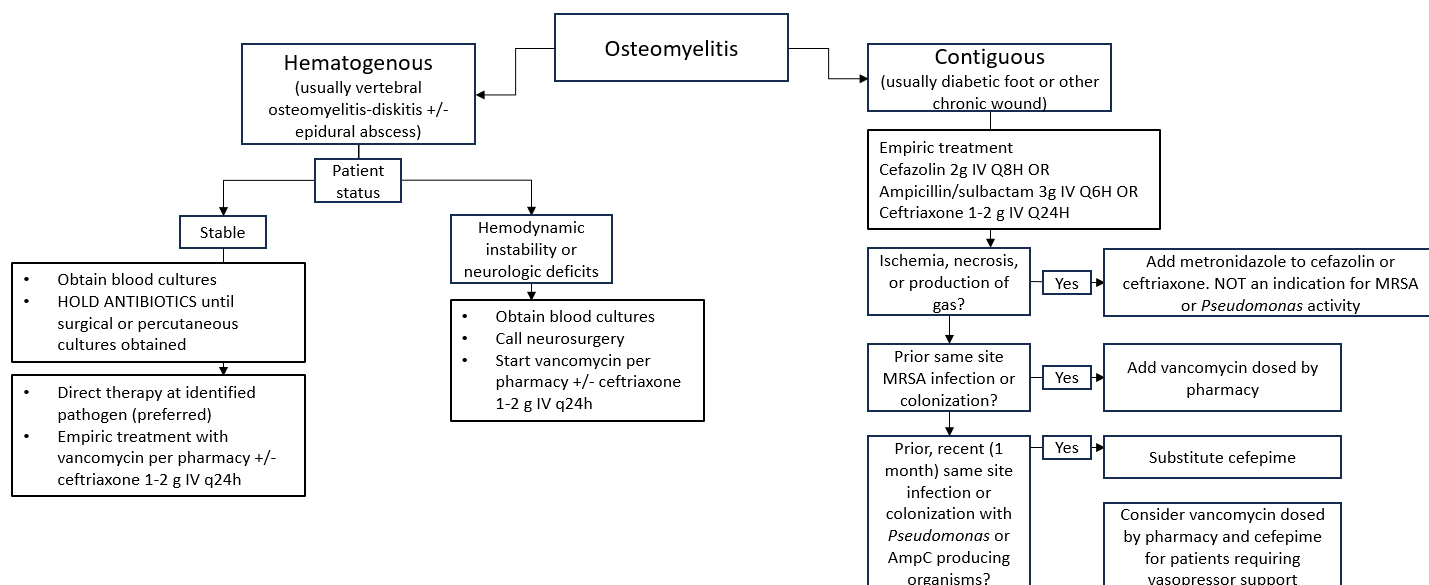 Osteomyelitis
Hematogenous
(usually vertebral
osteomyelitis-diskitis +/-
epidural abscess)
Patient
status
Stable
• Obtain blood cultures
• HOLD ANTIBIOTICS until
surgical or percutaneous
cultures obtained
• Direct therapy at identified
pathogen (preferred)
• Empiric treatment with
vancomycin per pharmacy +/-
ceftriaxone 1-2 g IV q24h
Hemodynamic
instability or
neurologic deficits
• Obtain blood cultures
• Call neurosurgery
• Start vancomycin per
pharmacy +/- ceftriaxone
1-2 g IV q24h
Contiguous
(usually diabetic foot or other
chronic wound)
Empiric treatment
Cefazolin 2g IV Q8H OR
Ampicillin/sulbactam 3g IV Q6H OR
Ceftriaxone 1-2 g IV Q24H
Ischemia, necrosis,
or production of
gas?
Yes
Add metronidazole to cefazolin or
ceftriaxone. NOT an indication for MRSA
or Pseudomonas activity
Prior same site
MRSA infection or
colonization?
Yes
Add vancomycin dosed by
pharmacy
Prior, recent (1
month) same site
infection or
colonization with
Pseudomonas or
AmpC producing
organisms?
Yes
Substitute cefepime
Consider vancomycin dosed
by pharmacy and cefepime
for patients requiring
vasopressor support